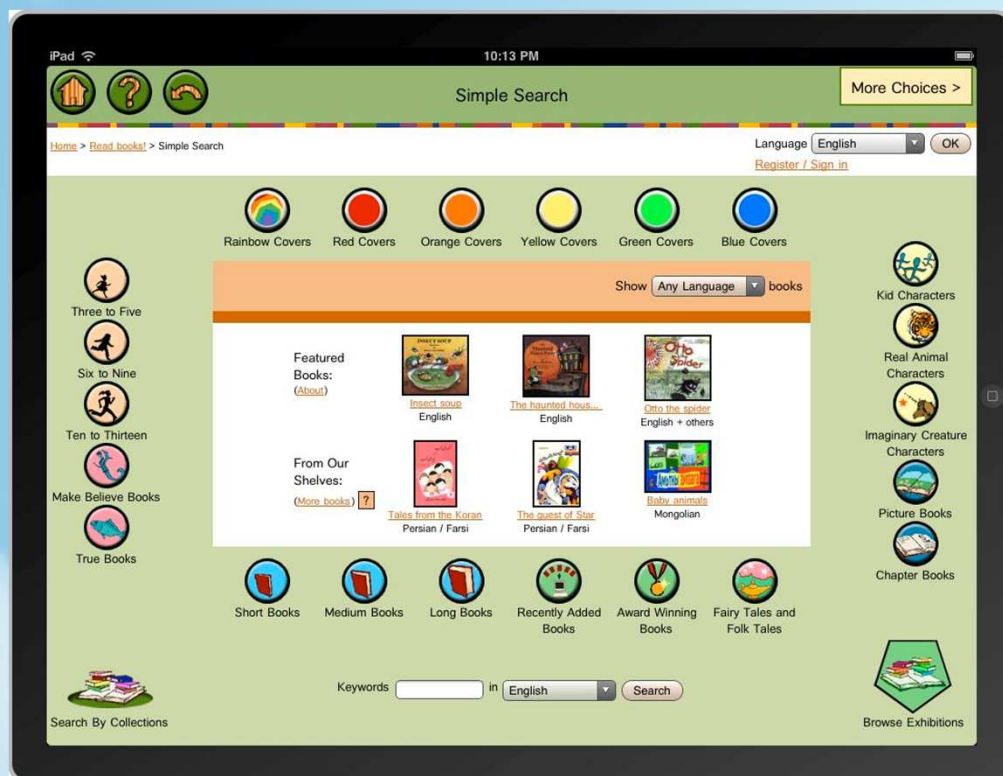 iPad
10:13 PM
Simple Search
More Choices >
Home > Read books! > Simple Search
Language English OK
Register / Sign in
Rainbow Covers
Red Covers
Orange Covers
Yellow Covers
Green Covers
Blue Covers
Three to Five
Six to Nine
Ten to Thirteen
Make Believe Books
True Books
Show Any Language books
Featured
Books:
(About)
INSECT SOUP
Insect soup
English
The haunted hous...
English
Otto
Spider
Otto the spider
English + others
From Our
Shelves:
(More books) ?
Tales from the Koran
Persian / Farsi
The quest of Star
Persian / Farsi
Baby animals
Mongolian
Kid Characters
Real Animal
Characters
Imaginary Creature
Characters
Picture Books
Chapter Books
Short Books
Medium Books
Long Books
Recently Added
Books
Award Winning
Books
Fairy Tales and
Folk Tales
Search By Collections
Keywords in English Search
Browse Exhibitions